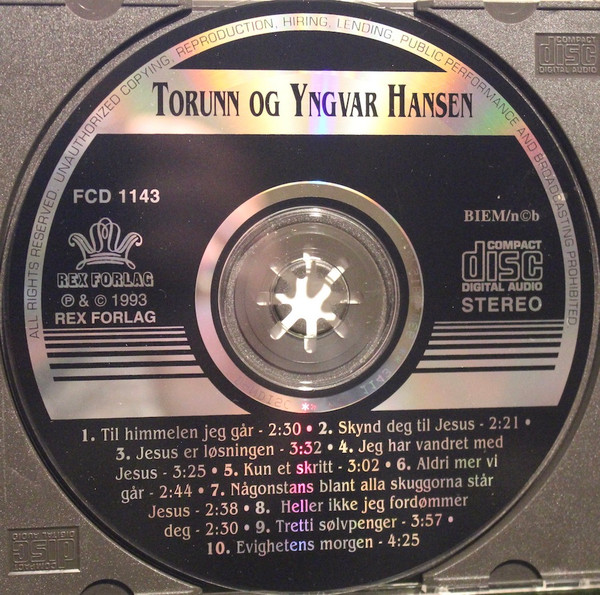 ALL RIGHTS RESERVED. UNAUTHORIZED COPYING, REPRODUCTION, HIRING, LENDING, PUBLIC PERFORMANCE AND BROADCASTING PROHIBITED
TORUNN OG YNGVAR HANSEN
FCD 1143
REX FORLAG
℗ & © 1993
REX FORLAG
BIEM/n©b
COMPACT
disc
DIGITAL AUDIO
STEREO
1. Til himmelen jeg går - 2:30 • 2. Skynd deg til Jesus - 2:21 •
3. Jesus er løsningen - 3:32 • 4. Jeg har vandret med
Jesus - 3:25 • 5. Kun et skritt - 3:02 • 6. Aldri mer vi
går - 2:44 • 7. Någonstans blant alla skuggorna står
Jesus - 2:38 • 8. Heller ikke jeg fordømmer
deg - 2:30 • 9. Tretti sølvpenger - 3:57 •
10. Evighetens morgen - 4:25
COMPACT
disc
DIGITAL AUDIO
COMPACT
disc
DIGITAL AUDIO